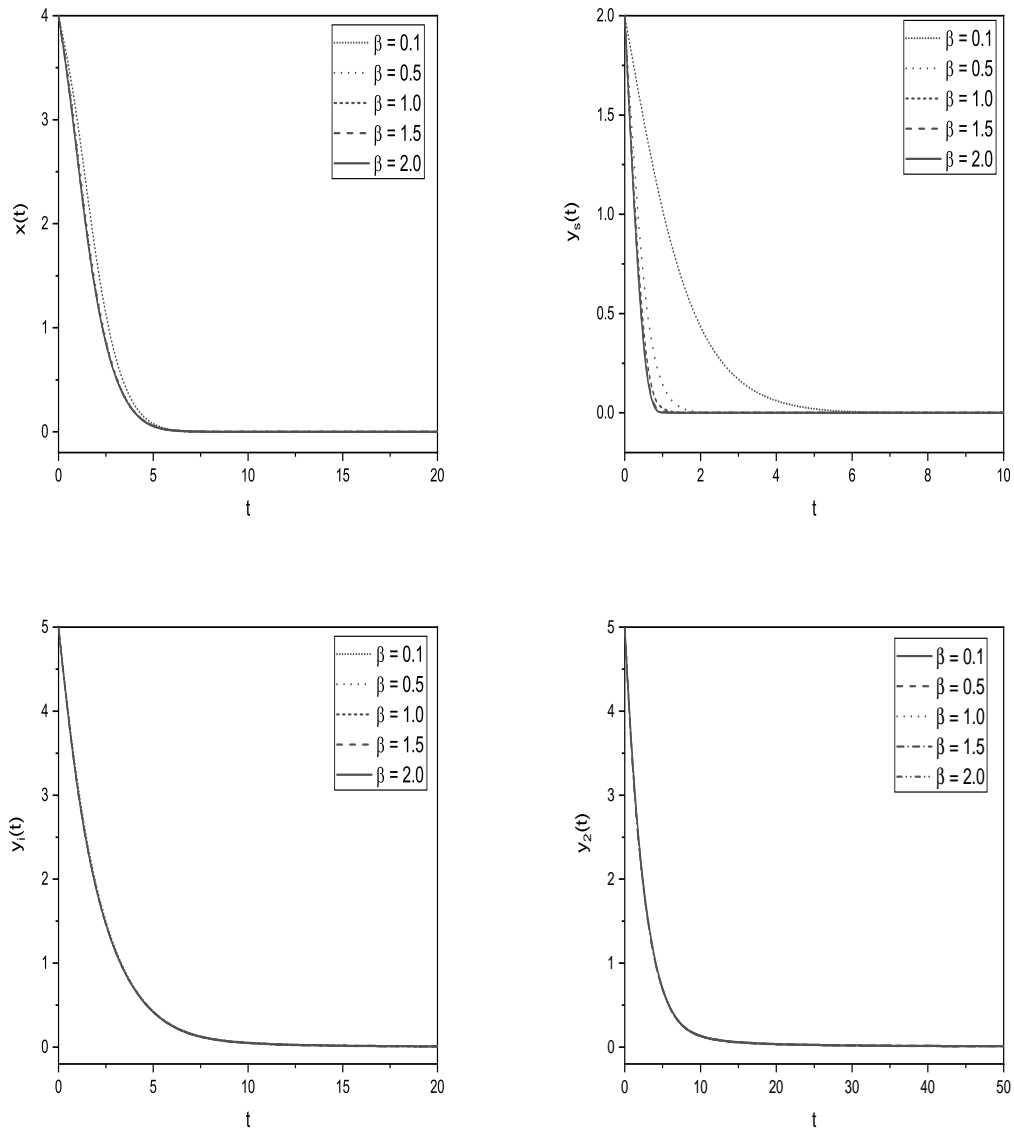 4
3
2
1
0
x(t)
0
5
10
15
20
t
β = 0.1
β = 0.5
β = 1.0
β = 1.5
β = 2.0
2.0
1.5
1.0
0.5
0.0
y_s(t)
0
2
4
6
8
10
t
β = 0.1
β = 0.5
β = 1.0
β = 1.5
β = 2.0
5
4
3
2
1
0
y_i(t)
0
5
10
15
20
t
β = 0.1
β = 0.5
β = 1.0
β = 1.5
β = 2.0
5
4
3
2
1
0
y_2(t)
0
10
20
30
40
50
t
β = 0.1
β = 0.5
β = 1.0
β = 1.5
β = 2.0